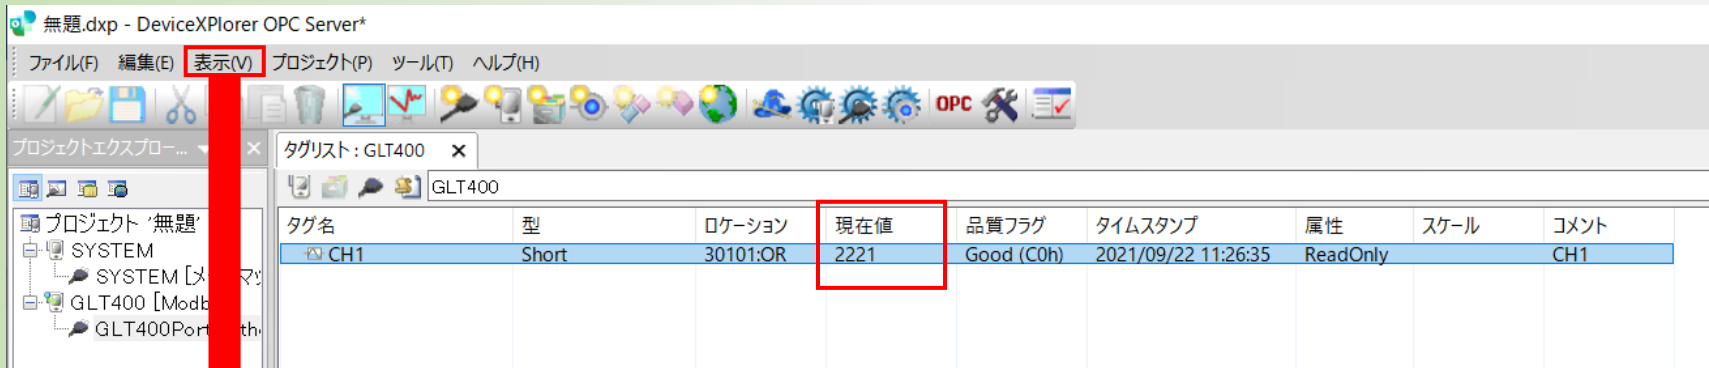 無題.dxp - DeviceXPlorer OPC Server*
ファイル(F) 編集(E) 表示(V) プロジェクト(P) ツール(T) ヘルプ(H)
OPC
プロジェクトエクスプロー...
タグリスト : GLT400
GLT400
プロジェクト '無題'
SYSTEM
SYSTEM [メ
GLT400 [Modb
GLT400Port
タグ名 型 ロケーション 現在値 品質フラグ タイムスタンプ 属性 スケール コメント
CH1 Short 30101:OR 2221 Good (C0h) 2021/09/22 11:26:35 ReadOnly CH1